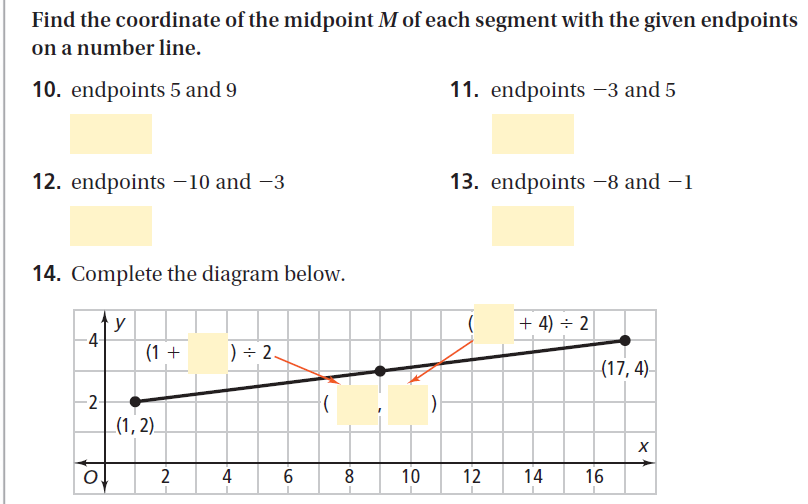 Find the coordinate of the midpoint M of each segment with the given endpoints
on a number line.
10. endpoints 5 and 9
11. endpoints −3 and 5
12. endpoints −10 and −3
13. endpoints −8 and −1
14. Complete the diagram below.
y
( + 4) ÷ 2
4
(1 + ) ÷ 2
(17, 4)
2
( , )
(1, 2)
x
O 2 4 6 8 10 12 14 16